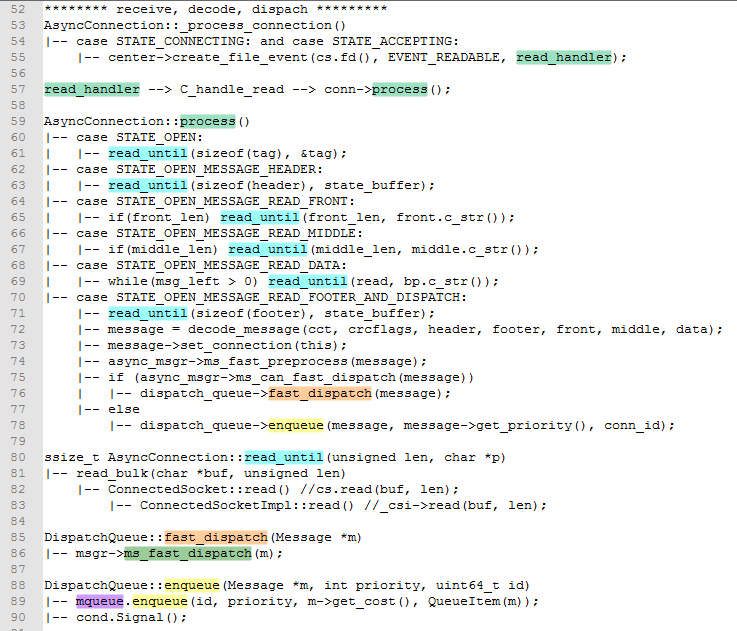 52 ******** receive, decode, dispach *********
53 AsyncConnection::_process_connection()
54 |-- case STATE_CONNECTING: and case STATE_ACCEPTING:
55     |-- center->create_file_event(cs.fd(), EVENT_READABLE, read_handler);
56
57 read_handler --> C_handle_read --> conn->process();
58
59 AsyncConnection::process()
60 |-- case STATE_OPEN:
61 |   |-- read_until(sizeof(tag), &tag);
62 |-- case STATE_OPEN_MESSAGE_HEADER:
63 |   |-- read_until(sizeof(header), state_buffer);
64 |-- case STATE_OPEN_MESSAGE_READ_FRONT:
65 |   |-- if(front_len) read_until(front_len, front.c_str());
66 |-- case STATE_OPEN_MESSAGE_READ_MIDDLE:
67 |   |-- if(middle_len) read_until(middle_len, middle.c_str());
68 |-- case STATE_OPEN_MESSAGE_READ_DATA:
69 |   |-- while(msg_left > 0) read_until(read, bp.c_str());
70 |-- case STATE_OPEN_MESSAGE_READ_FOOTER_AND_DISPATCH:
71     |-- read_until(sizeof(footer), state_buffer);
72     |-- message = decode_message(cct, crcflags, header, footer, front, middle, data);
73     |-- message->set_connection(this);
74     |-- async_msgr->ms_fast_preprocess(message);
75     |-- if (async_msgr->ms_can_fast_dispatch(message))
76     |   |-- dispatch_queue->fast_dispatch(message);
77     |-- else
78         |-- dispatch_queue->enqueue(message, message->get_priority(), conn_id);
79
80 ssize_t AsyncConnection::read_until(unsigned len, char *p)
81 |-- read_bulk(char *buf, unsigned len)
82     |-- ConnectedSocket::read() //cs.read(buf, len);
83         |-- ConnectedSocketImpl::read() //_csi->read(buf, len);
84
85 DispatchQueue::fast_dispatch(Message *m)
86 |-- msgr->ms_fast_dispatch(m);
87
88 DispatchQueue::enqueue(Message *m, int priority, uint64_t id)
89 |-- mqueue.enqueue(id, priority, m->get_cost(), QueueItem(m));
90 |-- cond.Signal();